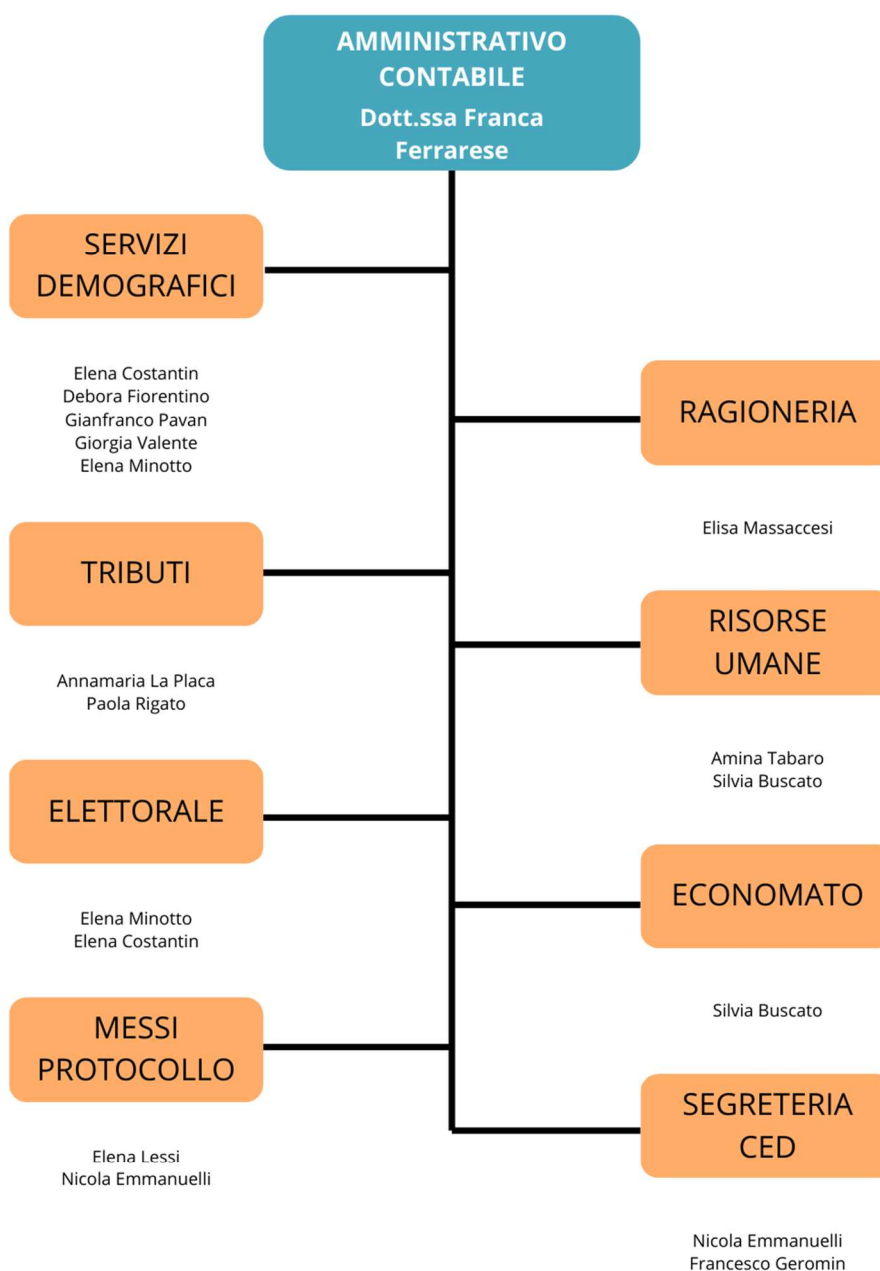 AMMINISTRATIVO
CONTABILE
Dott.ssa Franca
Ferrarese
SERVIZI
DEMOGRAFICI
Elena Costantin
Debora Fiorentino
Gianfranco Pavan
Giorgia Valente
Elena Minotto
RAGIONERIA
Elisa Massaccesi
TRIBUTI
Annamaria La Placa
Paola Rigato
RISORSE
UMANE
Amina Tabaro
Silvia Buscato
ELETTORALE
Elena Minotto
Elena Costantin
ECONOMATO
Silvia Buscato
MESSI
PROTOCOLLO
Elena Lessi
Nicola Emmanuelli
SEGRETERIA
CED
Nicola Emmanuelli
Francesco Geromin